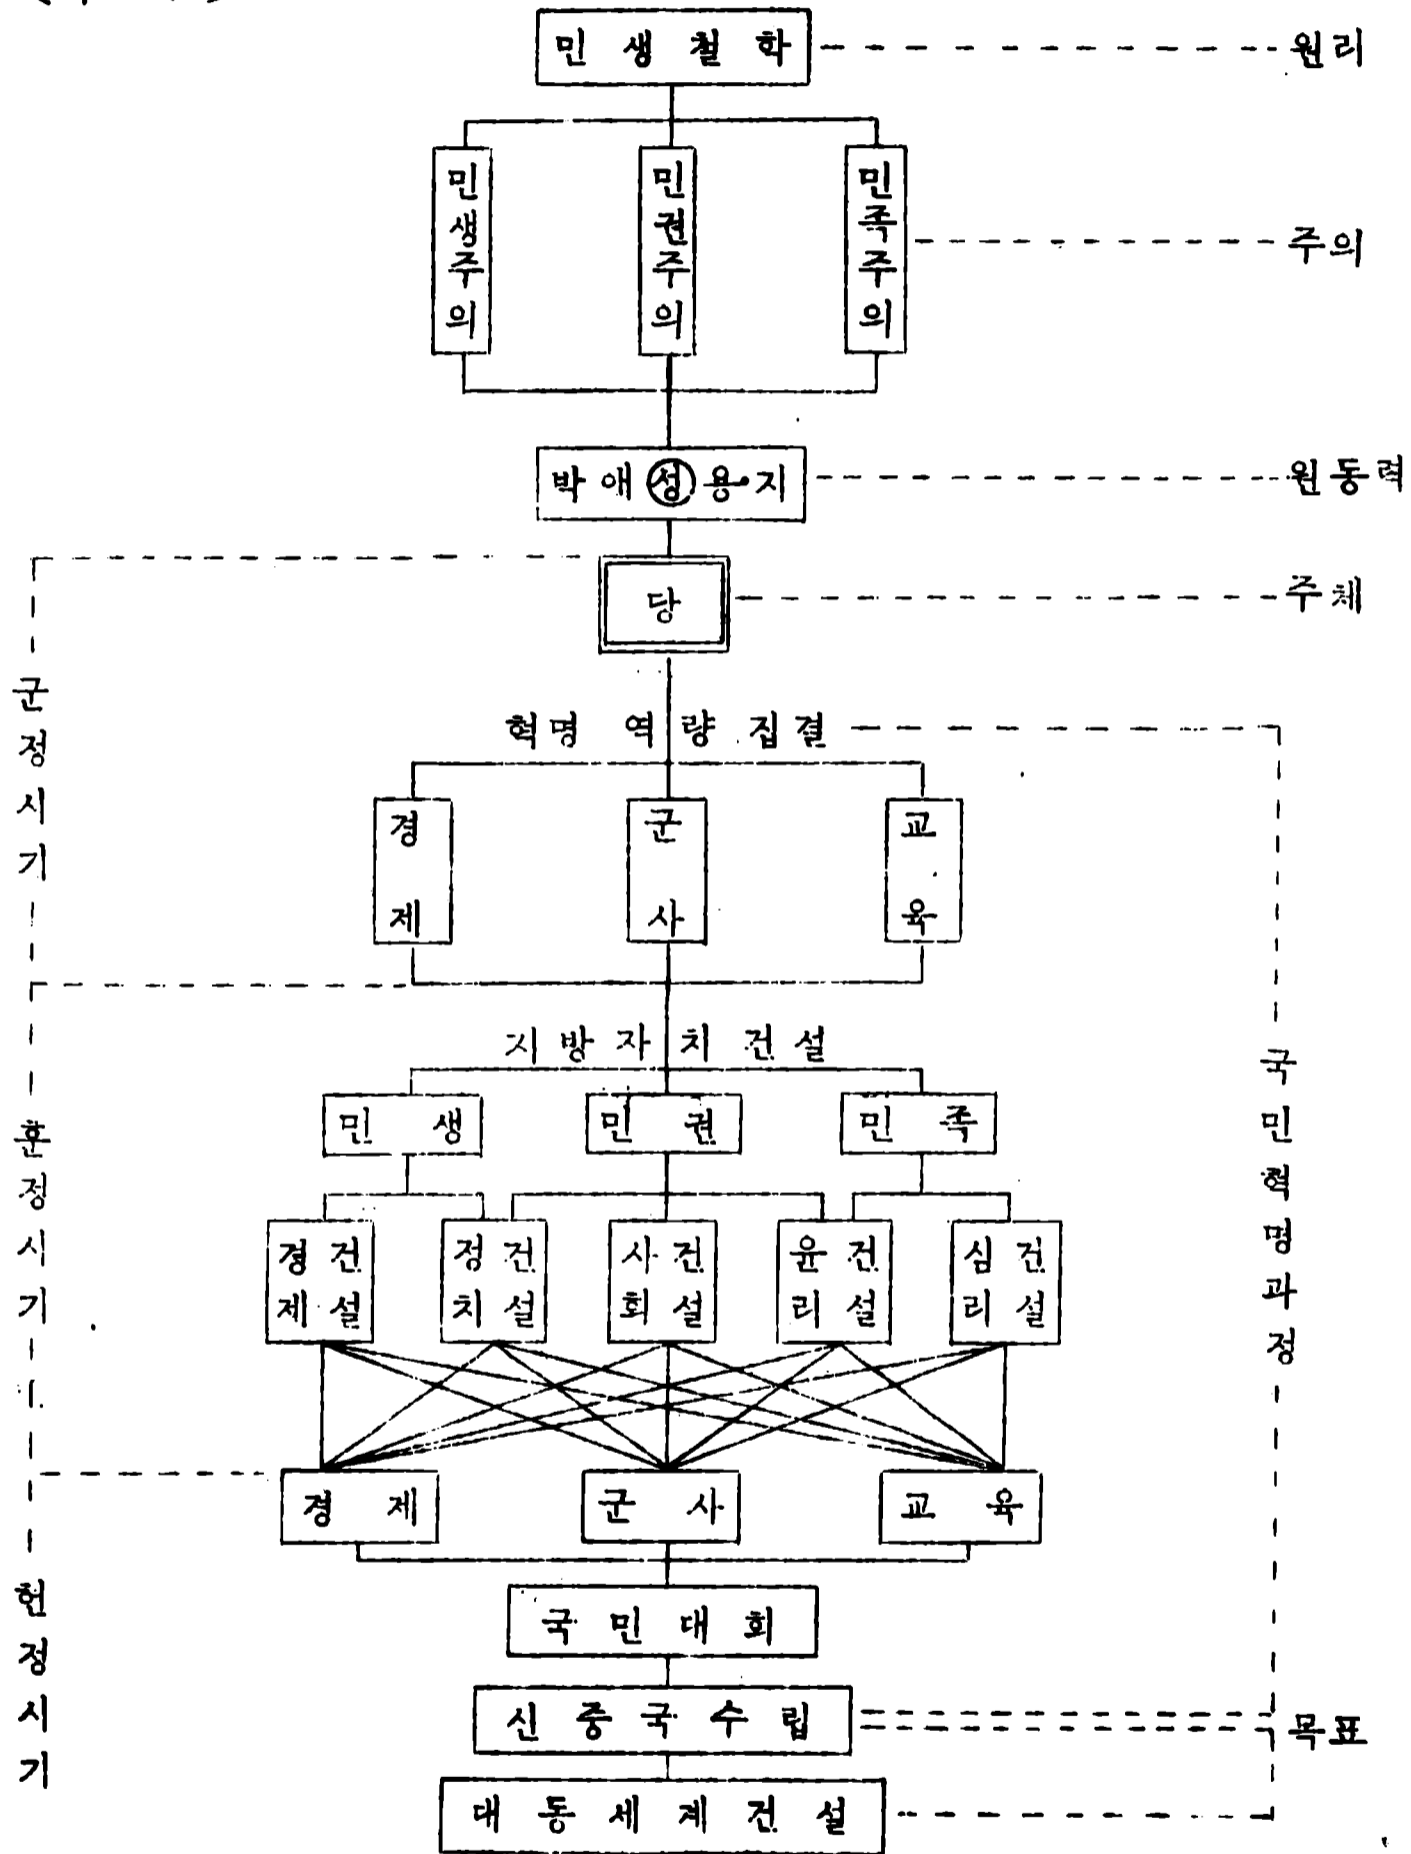 민생철학 원리
민생주의 민권주의 민족주의 주의
박애 성 용·지 원동력
당 주체
군정시기
혁명 역량 집결
경제 군사 교육
지방자치 건설
민생 민권 민족
훈정시기
국민혁명과정
경제건설 정치건설 사회건설 윤리건설 심리건설
경제 군사 교육
헌정시기
국민대회
신중국수립 목표
대동세계건설